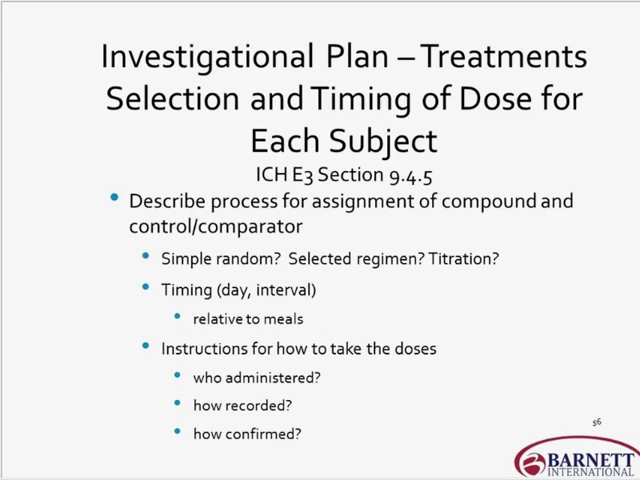 Investigational Plan – Treatments
Selection and Timing of Dose for
Each Subject
ICH E3 Section 9.4.5
• Describe process for assignment of compound and
control/comparator
• Simple random? Selected regimen? Titration?
• Timing (day, interval)
• relative to meals
• Instructions for how to take the doses
• who administered?
• how recorded?
• how confirmed?
56
BARNETT
INTERNATIONAL